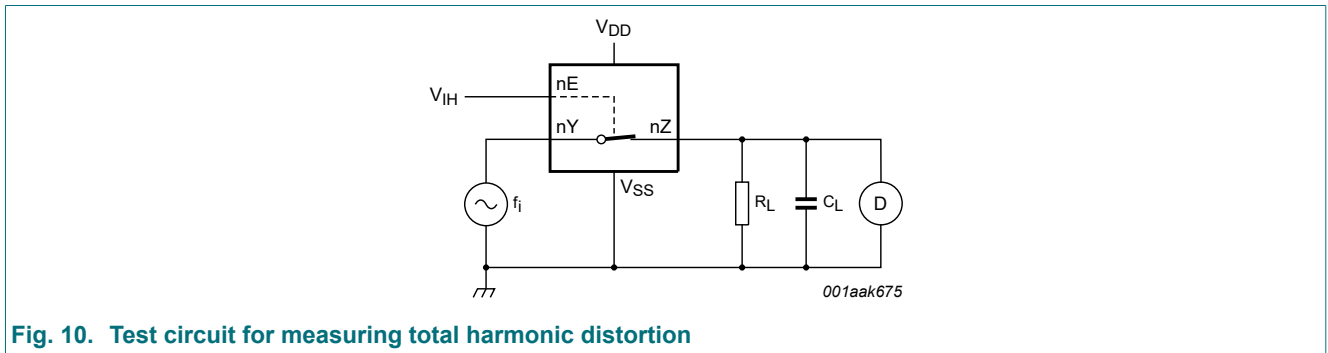 VDD
nE
VIH
nY
nZ
VSS
fi
RL
CL
D
001aak675
Fig. 10. Test circuit for measuring total harmonic distortion